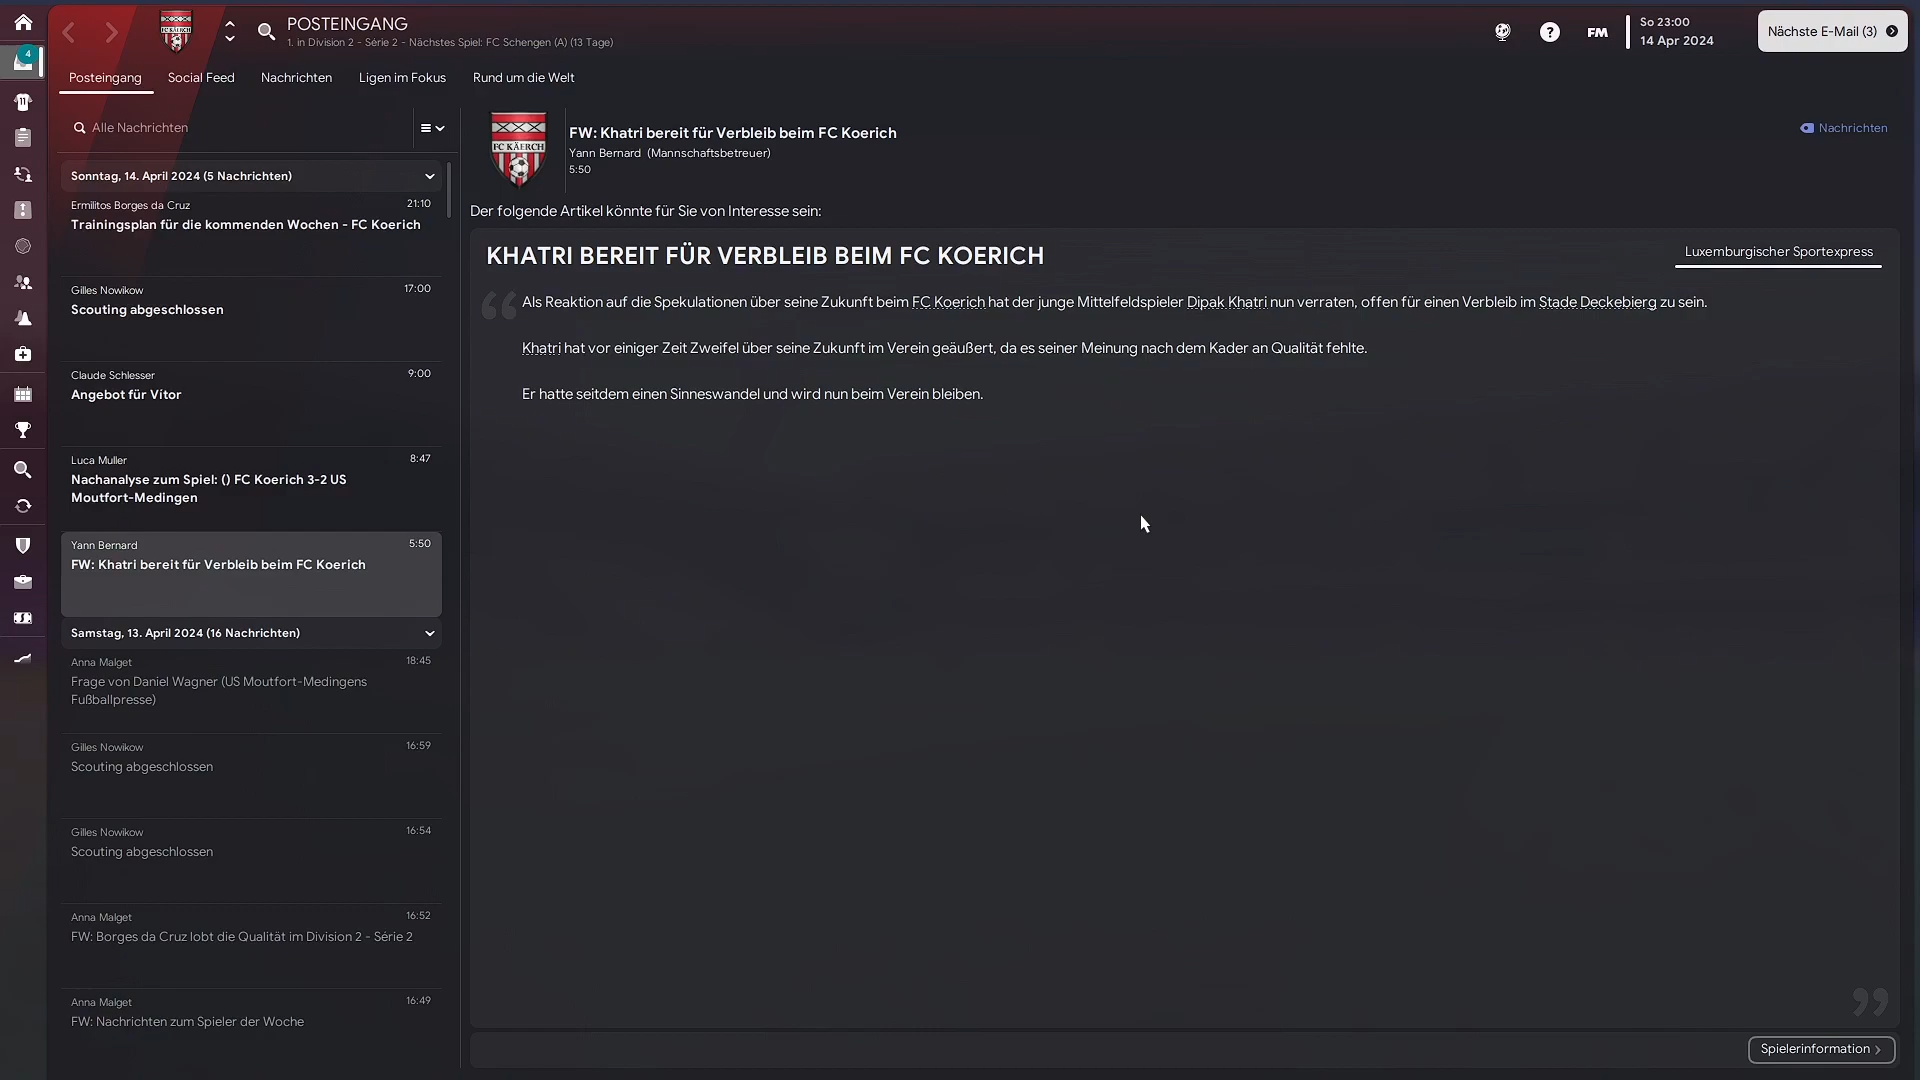 POSTEINGANG
1. in Division 2 - Série 2 - Nächstes Spiel: FC Schengen (A) (13 Tage)
FM
So 23:00
14 Apr 2024
Nächste E-Mail (3)
4
Posteingang
Social Feed
Nachrichten
Ligen im Fokus
Rund um die Welt
Alle Nachrichten
Sonntag, 14. April 2024 (5 Nachrichten)
Ermilitos Borges da Cruz 21:10
Trainingsplan für die kommenden Wochen - FC Koerich
Gilles Nowikow 17:00
Scouting abgeschlossen
Claude Schlesser 9:00
Angebot für Vítor
Luca Muller 8:47
Nachanalyse zum Spiel: () FC Koerich 3-2 US
Moutfort-Medingen
Yann Bernard 5:50
FW: Khatri bereit für Verbleib beim FC Koerich
Samstag, 13. April 2024 (16 Nachrichten)
Anna Malget 18:45
Frage von Daniel Wagner (US Moutfort-Medingens
Fußballpresse)
Gilles Nowikow 16:59
Scouting abgeschlossen
Gilles Nowikow 16:54
Scouting abgeschlossen
Anna Malget 16:52
FW: Borges da Cruz lobt die Qualität im Division 2 - Série 2
Anna Malget 16:49
FW: Nachrichten zum Spieler der Woche
FC KÄERCH
FW: Khatri bereit für Verbleib beim FC Koerich
Yann Bernard (Mannschaftsbetreuer)
5:50
Nachrichten
Der folgende Artikel könnte für Sie von Interesse sein:
KHATRI BEREIT FÜR VERBLEIB BEIM FC KOERICH
Luxemburgischer Sportexpress
Als Reaktion auf die Spekulationen über seine Zukunft beim FC Koerich hat der junge Mittelfeldspieler Dipak Khatri nun verraten, offen für einen Verbleib im Stade Deckebierg zu sein.
Khatri hat vor einiger Zeit Zweifel über seine Zukunft im Verein geäußert, da es seiner Meinung nach dem Kader an Qualität fehlte.
Er hatte seitdem einen Sinneswandel und wird nun beim Verein bleiben.
Spielerinformation